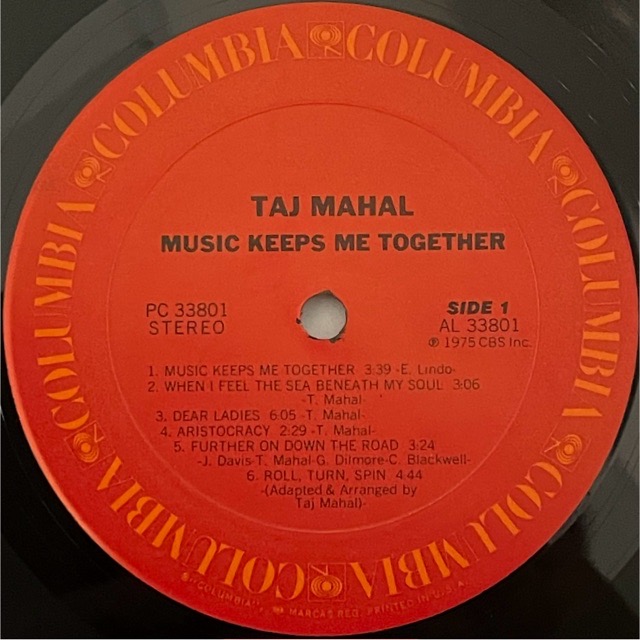 COLUMBIA COLUMBIA COLUMBIA COLUMBIA COLUMBIA COLUMBIA
TAJ MAHAL
MUSIC KEEPS ME TOGETHER
PC 33801
STEREO
SIDE 1
AL 33801
℗ 1975 CBS Inc.
1. MUSIC KEEPS ME TOGETHER 3:39 -E. Lindo-
2. WHEN I FEEL THE SEA BENEATH MY SOUL 3:06
-T. Mahal-
3. DEAR LADIES 6:05 -T. Mahal-
4. ARISTOCRACY 2:29 -T. Mahal-
5. FURTHER ON DOWN THE ROAD 3:24
-J. Davis-T. Mahal-G. Dilmore-C. Blackwell-
6. ROLL, TURN, SPIN 4:44
-(Adapted & Arranged by
Taj Mahal)-
"COLUMBIA", MARCAS REG. PRINTED IN U.S.A.